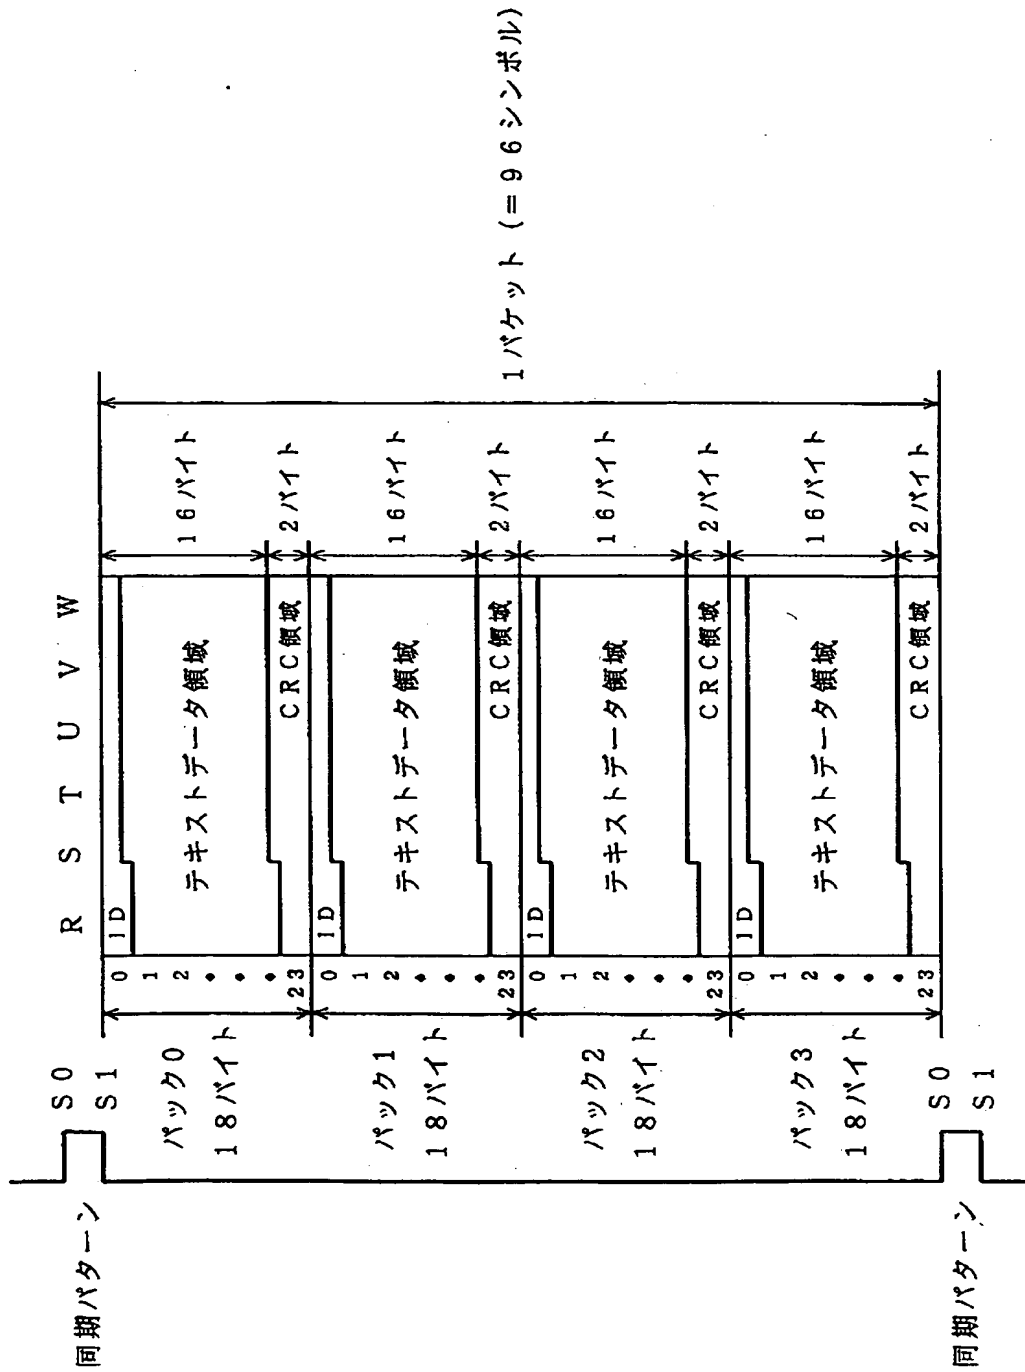 同期パターン
S0
S1
R S T U V W
パック0
18バイト
0
1
2
・
・
・
23
ID
テキストデータ領域
CRC領域
16バイト
2バイト
パック1
18バイト
0
1
2
・
・
・
23
ID
テキストデータ領域
CRC領域
16バイト
2バイト
パック2
18バイト
0
1
2
・
・
・
23
ID
テキストデータ領域
CRC領域
16バイト
2バイト
パック3
18バイト
0
1
2
・
・
・
23
ID
テキストデータ領域
CRC領域
16バイト
2バイト
1パケット (=96シンボル)
同期パターン
S0
S1